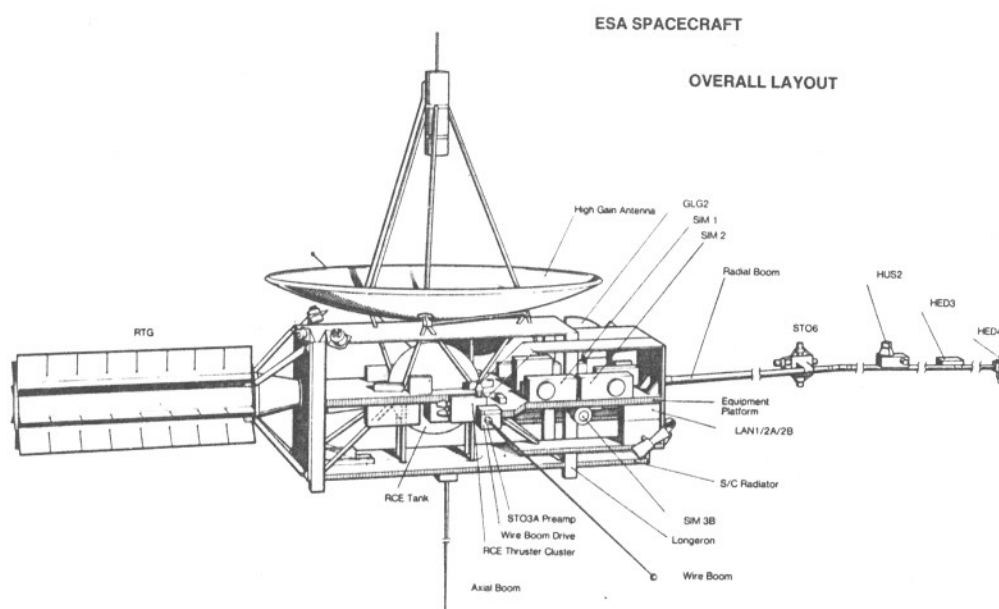 ESA SPACECRAFT
OVERALL LAYOUT
High Gain Antenna
GLG2
SIM 1
SIM 2
Radial Boom
HUS2
HED3
HED4
STO6
RTG
Equipment
Platform
LAN1/2A/2B
S/C Radiator
RCE Tank
SIM 3B
STO3A Preamp
Longeron
Wire Boom Drive
RCE Thruster Cluster
Wire Boom
Axial Boom